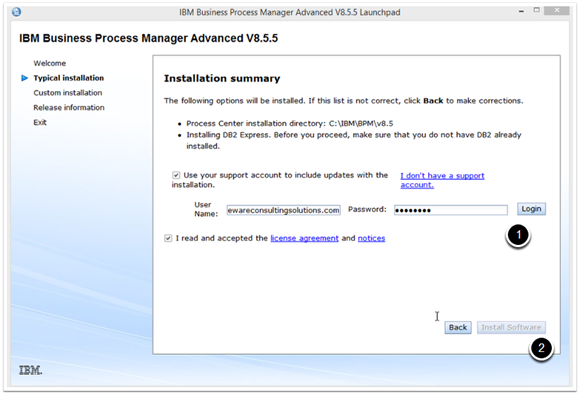 IBM Business Process Manager Advanced V8.5.5 Launchpad
IBM Business Process Manager Advanced V8.5.5
Welcome
Typical installation
Custom installation
Release information
Exit
Installation summary
The following options will be installed. If this list is not correct, click Back to make corrections.
• Process Center installation directory: C:\IBM\BPM\v8.5
• Installing DB2 Express. Before you proceed, make sure that you do not have DB2 already
installed.
Use your support account to include updates with the
installation.
I don't have a support
account.
User
Name:
ewareconsultingsolutions.com
Password:
••••••••
Login
1
I read and accepted the license agreement and notices
Back
Install Software
2
IBM.